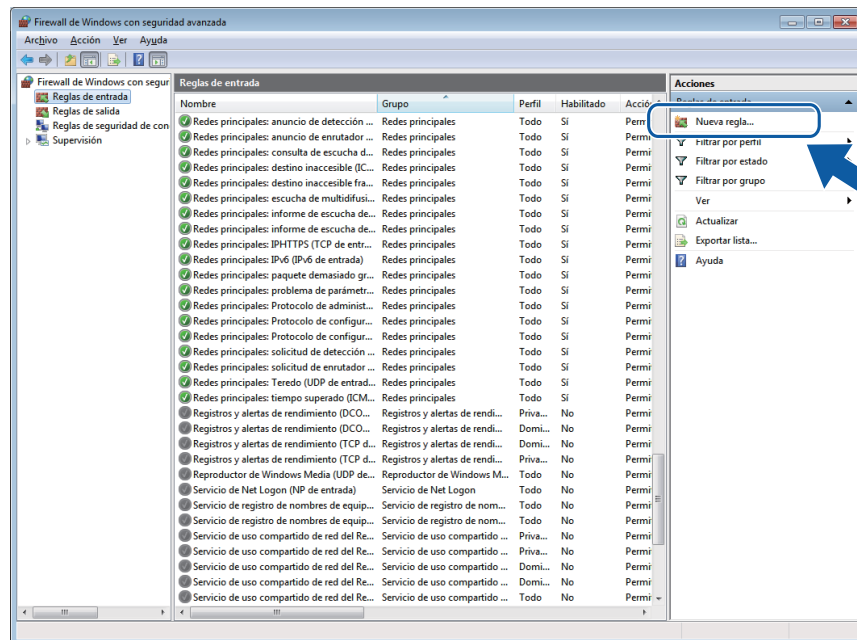 Firewall de Windows con seguridad avanzada
Archivo Acción Ver Ayuda
Firewall de Windows con segur
Reglas de entrada
Reglas de salida
Reglas de seguridad de con
Supervisión
Reglas de entrada
Nombre Grupo Perfil Habilitado Acció
Redes principales: anuncio de detección ... Redes principales Todo Sí Permi
Redes principales: anuncio de enrutador ... Redes principales Todo Sí Permi
Redes principales: consulta de escucha d... Redes principales Todo Sí Permi
Redes principales: destino inaccesible (IC... Redes principales Todo Sí Permi
Redes principales: destino inaccesible fra... Redes principales Todo Sí Permi
Redes principales: escucha de multidifusi... Redes principales Todo Sí Permi
Redes principales: informe de escucha de... Redes principales Todo Sí Permi
Redes principales: informe de escucha de... Redes principales Todo Sí Permi
Redes principales: IPHTTPS (TCP de entr... Redes principales Todo Sí Permi
Redes principales: IPv6 (IPv6 de entrada) Redes principales Todo Sí Permi
Redes principales: paquete demasiado gr... Redes principales Todo Sí Permi
Redes principales: problema de parámetr... Redes principales Todo Sí Permi
Redes principales: Protocolo de administ... Redes principales Todo Sí Permi
Redes principales: Protocolo de configur... Redes principales Todo Sí Permi
Redes principales: Protocolo de configur... Redes principales Todo Sí Permi
Redes principales: solicitud de detección ... Redes principales Todo Sí Permi
Redes principales: solicitud de enrutador ... Redes principales Todo Sí Permi
Redes principales: Teredo (UDP de entrad... Redes principales Todo Sí Permi
Redes principales: tiempo superado (ICM... Redes principales Todo Sí Permi
Registros y alertas de rendimiento (DCO... Registros y alertas de rendi... Priva... No Permi
Registros y alertas de rendimiento (DCO... Registros y alertas de rendi... Domi... No Permi
Registros y alertas de rendimiento (TCP d... Registros y alertas de rendi... Domi... No Permi
Registros y alertas de rendimiento (TCP d... Registros y alertas de rendi... Priva... No Permi
Reproductor de Windows Media (UDP de... Reproductor de Windows M... Todo No Permi
Servicio de Net Logon (NP de entrada) Servicio de Net Logon Todo No Permi
Servicio de registro de nombres de equip... Servicio de registro de nom... Todo No Permi
Servicio de registro de nombres de equip... Servicio de registro de nom... Todo No Permi
Servicio de uso compartido de red del Re... Servicio de uso compartido ... Priva... No Permi
Servicio de uso compartido de red del Re... Servicio de uso compartido ... Priva... No Permi
Servicio de uso compartido de red del Re... Servicio de uso compartido ... Domi... No Permi
Servicio de uso compartido de red del Re... Servicio de uso compartido ... Domi... No Permi
Servicio de uso compartido de red del Re... Servicio de uso compartido ... Todo No Permi
Acciones
Reglas de entrada
Nueva regla...
Filtrar por perfil
Filtrar por estado
Filtrar por grupo
Ver
Actualizar
Exportar lista...
Ayuda